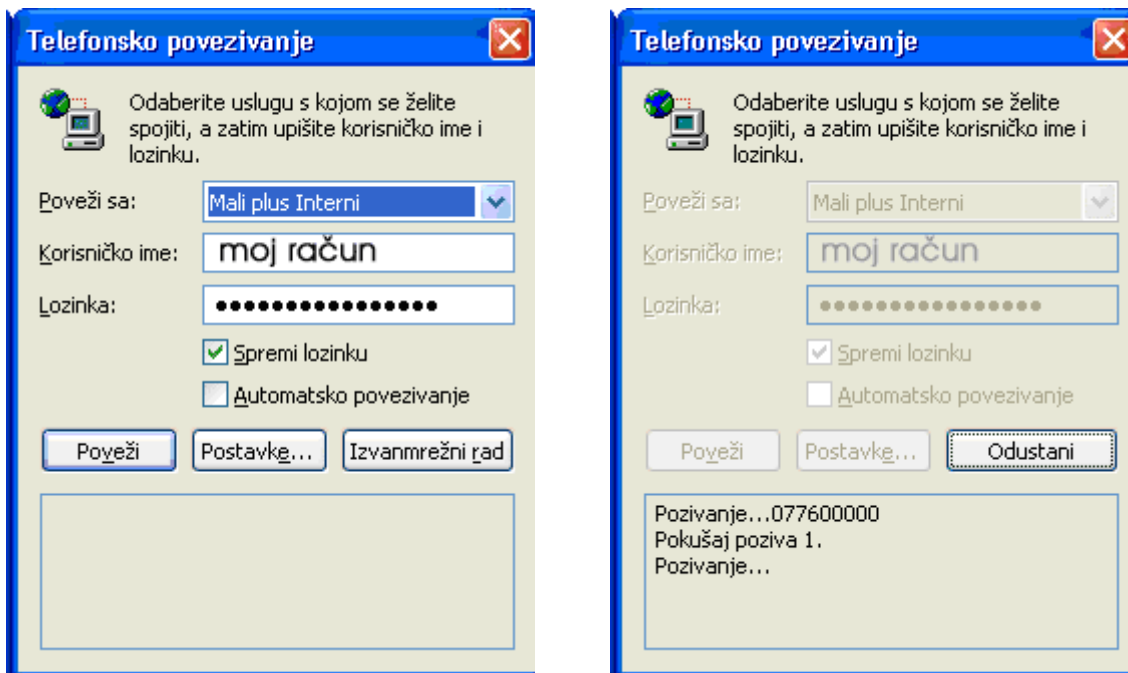 Telefonsko povezivanje
Odaberite uslugu s kojom se želite
spojiti, a zatim upišite korisničko ime i
lozinku.
Poveži sa:
Mali plus Interni
Korisničko ime:
moj račun
Lozinka:
••••••••••••••••
Spremi lozinku
Automatsko povezivanje
Poveži
Postavke...
Izvanmrežni rad
Telefonsko povezivanje
Odaberite uslugu s kojom se želite
spojiti, a zatim upišite korisničko ime i
lozinku.
Poveži sa:
Mali plus Interni
Korisničko ime:
moj račun
Lozinka:
••••••••••••••••
Spremi lozinku
Automatsko povezivanje
Poveži
Postavke...
Odustani
Pozivanje...077600000
Pokušaj poziva 1.
Pozivanje...